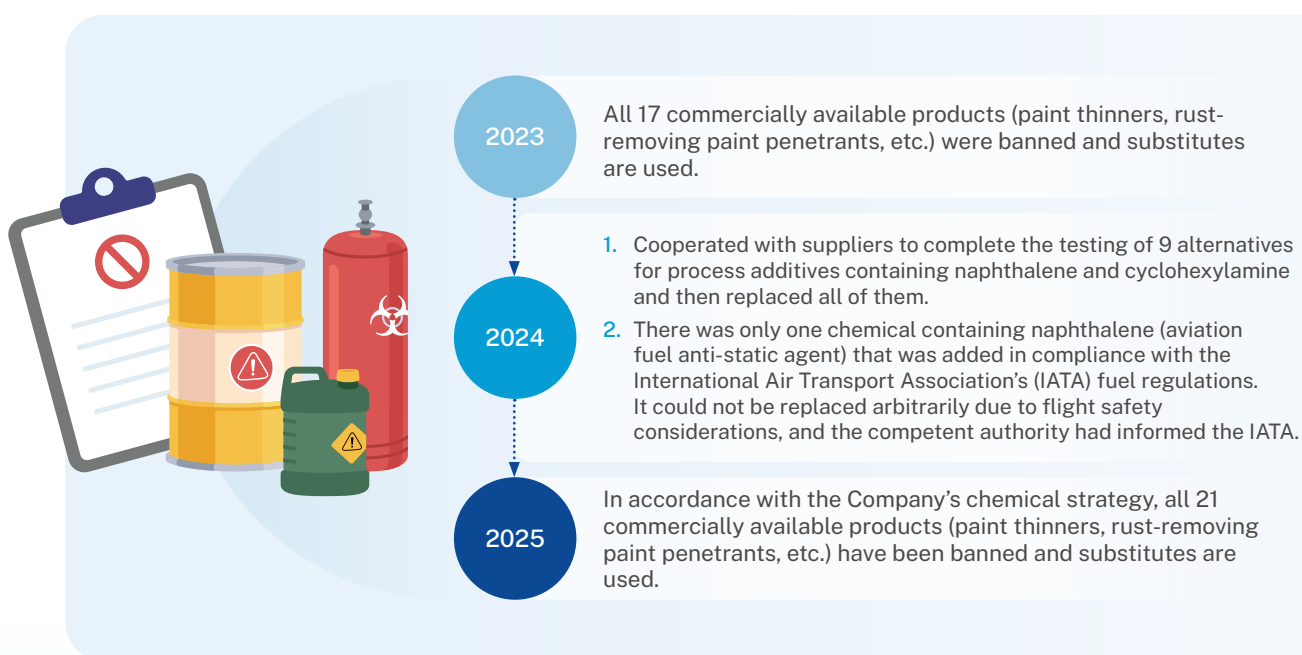 2023
All 17 commercially available products (paint thinners, rust-
removing paint penetrants, etc.) were banned and substitutes
are used.
2024
1. Cooperated with suppliers to complete the testing of 9 alternatives
for process additives containing naphthalene and cyclohexylamine
and then replaced all of them.
2. There was only one chemical containing naphthalene (aviation
fuel anti-static agent) that was added in compliance with the
International Air Transport Association’s (IATA) fuel regulations.
It could not be replaced arbitrarily due to flight safety
considerations, and the competent authority had informed the IATA.
2025
In accordance with the Company’s chemical strategy, all 21
commercially available products (paint thinners, rust-removing
paint penetrants, etc.) have been banned and substitutes are
used.